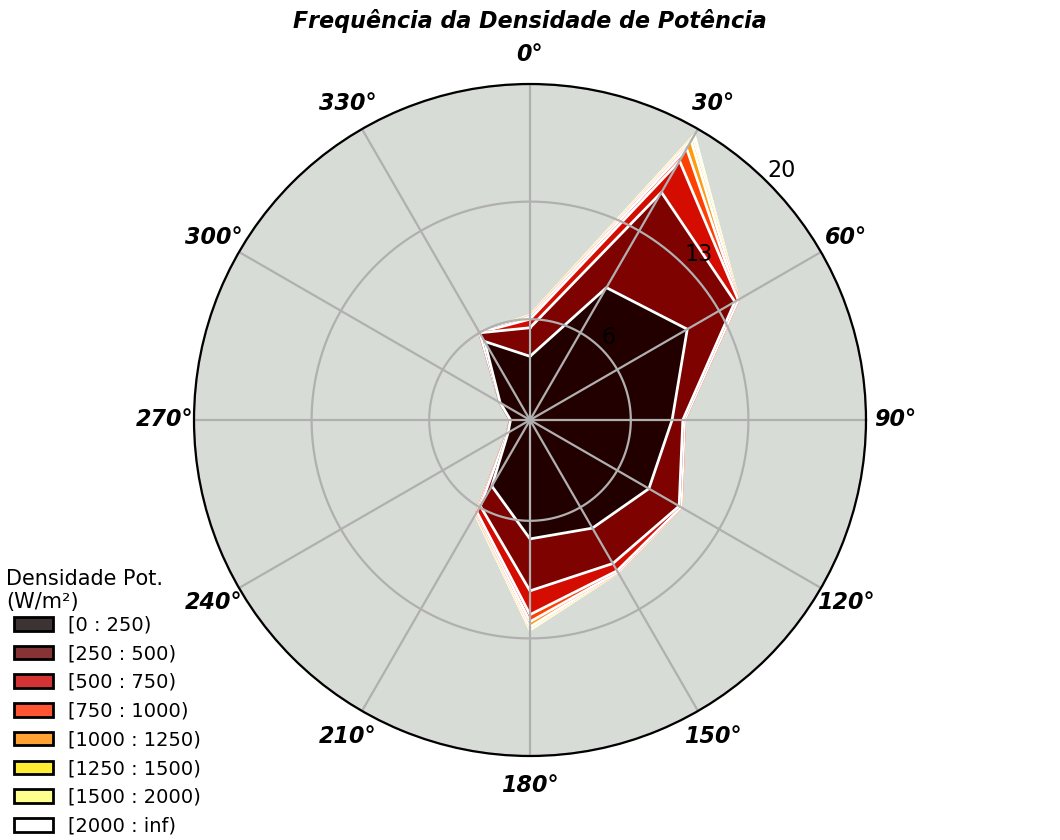 Frequência da Densidade de Potência
0°
330°
30°
20
300°
60°
13
6
270°
90°
240°
120°
210°
150°
180°
Densidade Pot.
(W/m²)
[0 : 250)
[250 : 500)
[500 : 750)
[750 : 1000)
[1000 : 1250)
[1250 : 1500)
[1500 : 2000)
[2000 : inf)